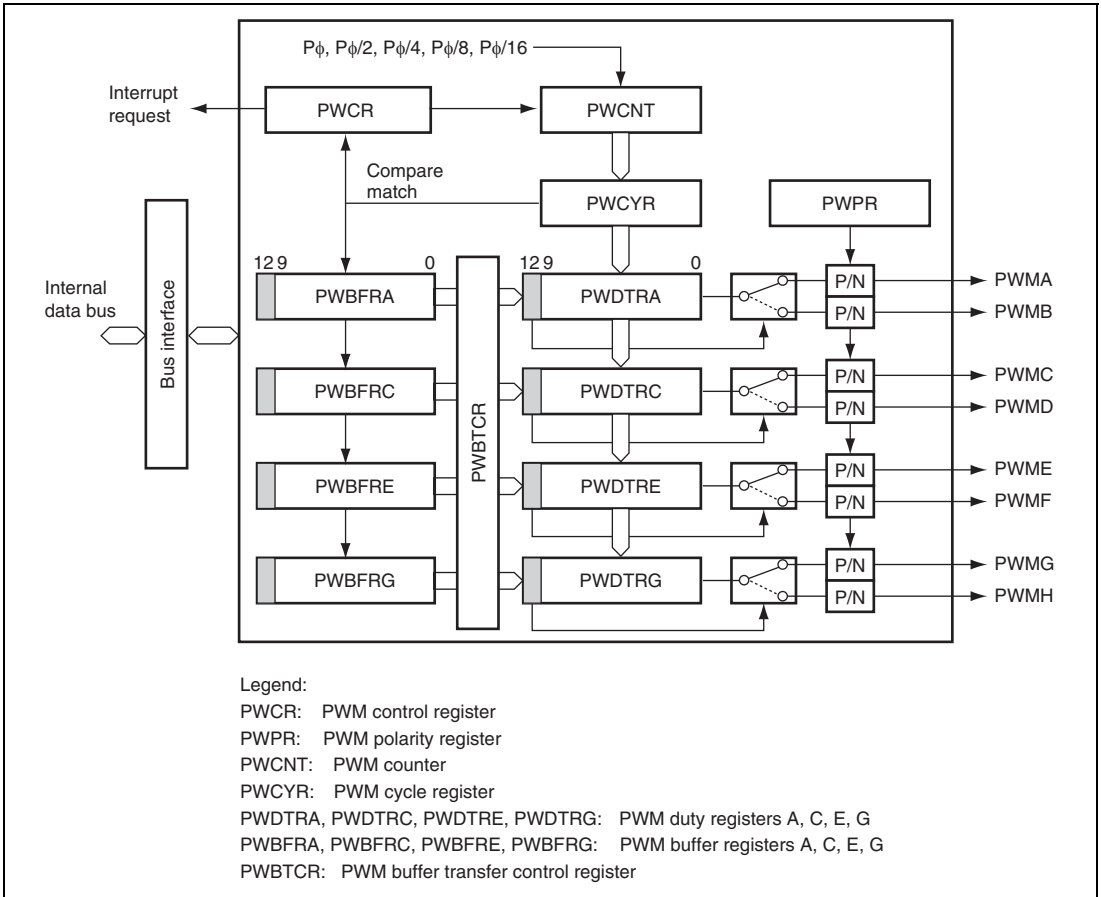 Pϕ, Pϕ/2, Pϕ/4, Pϕ/8, Pϕ/16
Interrupt
request
PWCR
PWCNT
Compare
match
PWCYR
PWPR
12 9 0
12 9 0
Internal
data bus
Bus interface
PWBFRA
PWBTCR
PWDTRA
P/N
PWMA
P/N
PWMB
PWBFRC
PWDTRC
P/N
PWMC
P/N
PWMD
PWBFRE
PWDTRE
P/N
PWME
P/N
PWMF
PWBFRG
PWDTRG
P/N
PWMG
P/N
PWMH
Legend:
PWCR: PWM control register
PWPR: PWM polarity register
PWCNT: PWM counter
PWCYR: PWM cycle register
PWDTRA, PWDTRC, PWDTRE, PWDTRG: PWM duty registers A, C, E, G
PWBFRA, PWBFRC, PWBFRE, PWBFRG: PWM buffer registers A, C, E, G
PWBTCR: PWM buffer transfer control register